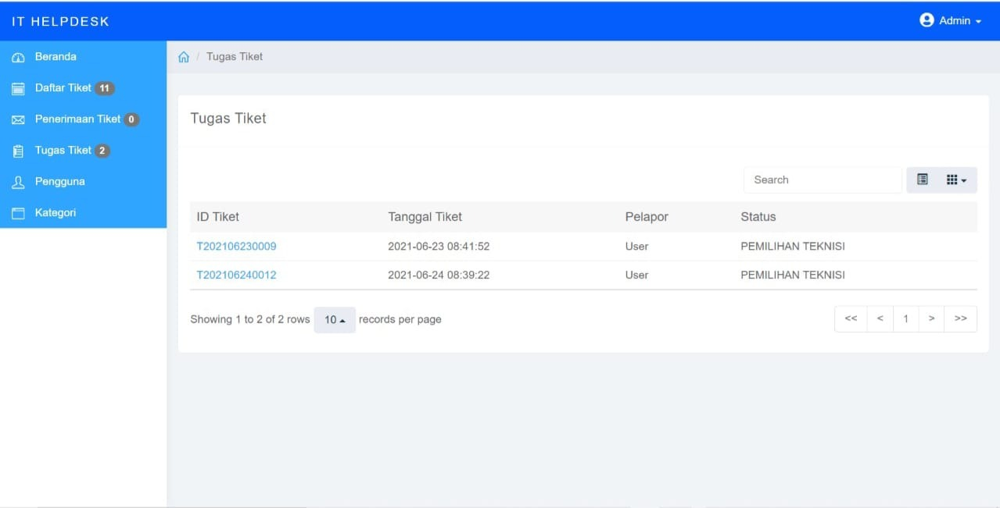 IT HELPDESK
Admin
Beranda
Daftar Tiket 11
Penerimaan Tiket 0
Tugas Tiket 2
Pengguna
Kategori
/ Tugas Tiket
Tugas Tiket
Search
ID Tiket Tanggal Tiket Pelapor Status
T202106230009 2021-06-23 08:41:52 User PEMILIHAN TEKNISI
T202106240012 2021-06-24 08:39:22 User PEMILIHAN TEKNISI
Showing 1 to 2 of 2 rows 10 records per page
<< < 1 > >>